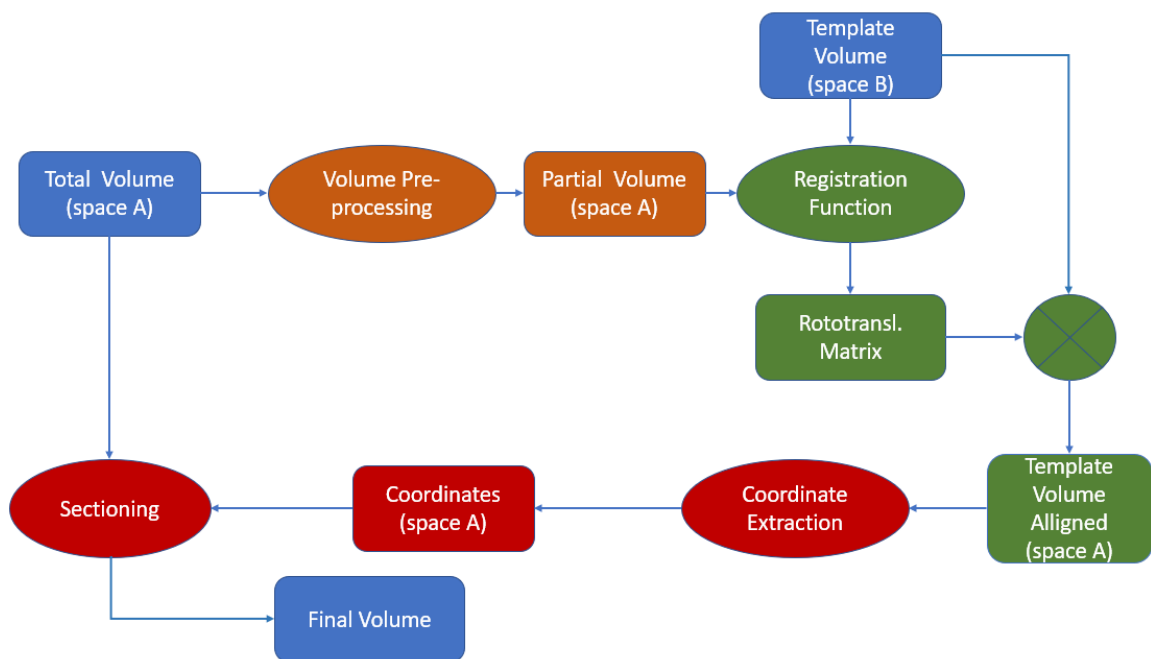 Template
Volume
(space B)
Total  Volume
(space A)
Volume Pre-
processing
Partial  Volume
(space A)
Registration
Function
Rototransl.
Matrix
Sectioning
Coordinates
(space A)
Coordinate
Extraction
Template
Volume
Alligned
(space A)
Final Volume